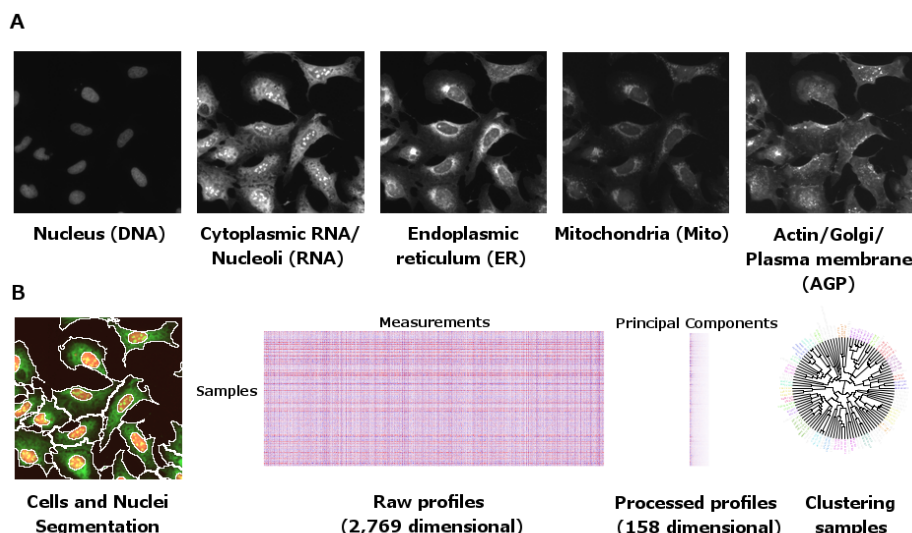 A
Nucleus (DNA)
Cytoplasmic RNA/
Nucleoli (RNA)
Endoplasmic
reticulum (ER)
Mitochondria (Mito)
Actin/Golgi/
Plasma membrane
(AGP)
B
Measurements
Principal Components
Samples
Cells and Nuclei
Segmentation
Raw profiles
(2,769 dimensional)
Processed profiles
(158 dimensional)
Clustering
samples